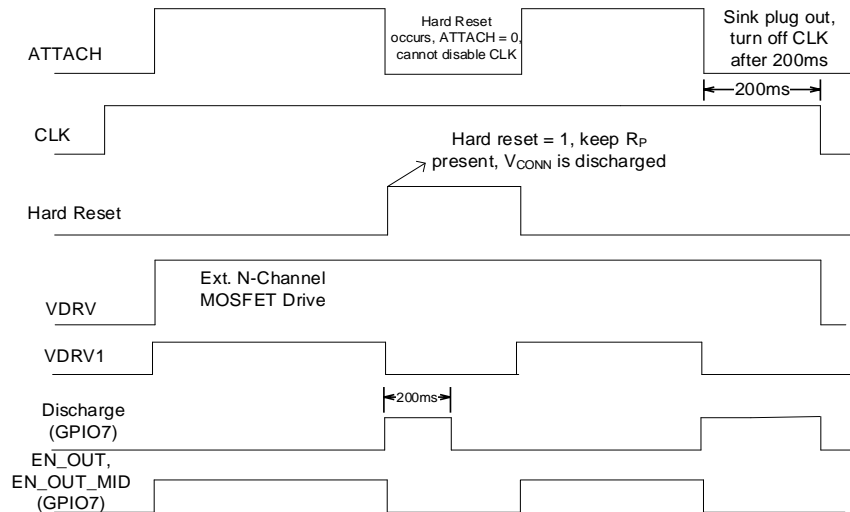 ATTACH
Hard Reset
occurs, ATTACH = 0,
cannot disable CLK
Sink plug out,
turn off CLK
after 200ms
200ms
CLK
Hard reset = 1, keep RP
present, VCONN is discharged
Hard Reset
Ext. N-Channel
MOSFET Drive
VDRV
VDRV1
200ms
Discharge
(GPIO7)
EN_OUT,
EN_OUT_MID
(GPIO7)